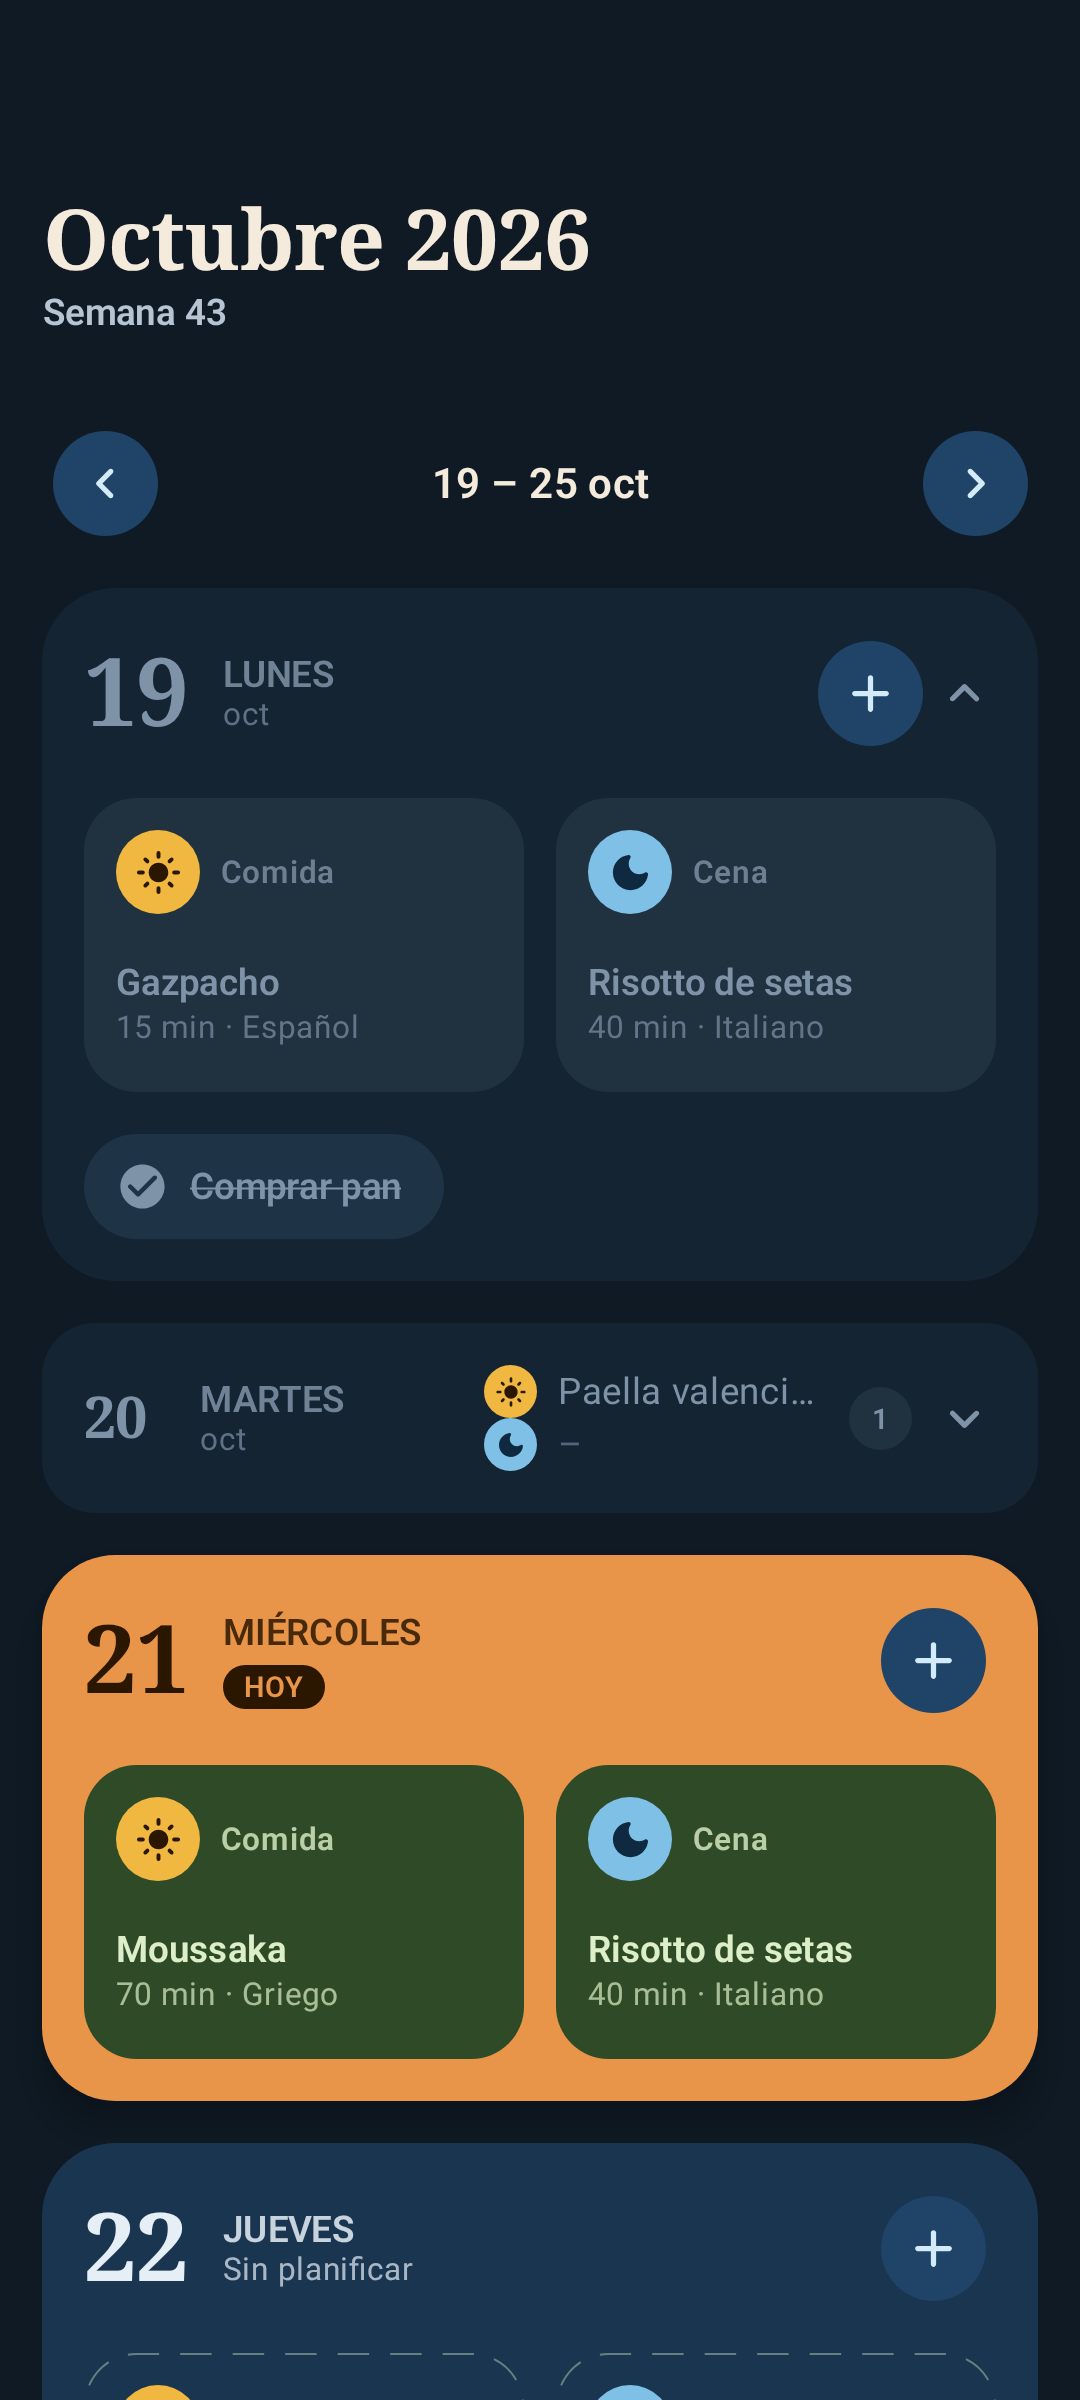 Octubre 2026
Semana 43
19 – 25 oct
19
LUNES
oct
Comida
Gazpacho
15 min · Español
Cena
Risotto de setas
40 min · Italiano
Comprar pan
20
MARTES
oct
Paella valenci...
–
1
21
MIÉRCOLES
HOY
Comida
Moussaka
70 min · Griego
Cena
Risotto de setas
40 min · Italiano
22
JUEVES
Sin planificar